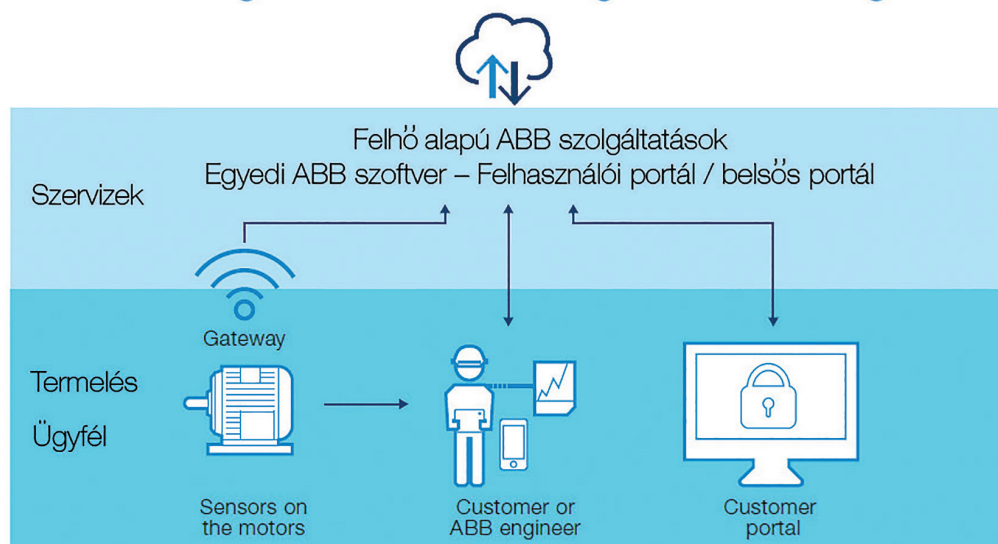 Felhő alapú ABB szolgáltatások
Egyedi ABB szoftver – Felhasználói portál / belsős portál
Szervizek
Gateway
Termelés
Ügyfél
Sensors on
the motors
Customer or
ABB engineer
Customer
portal